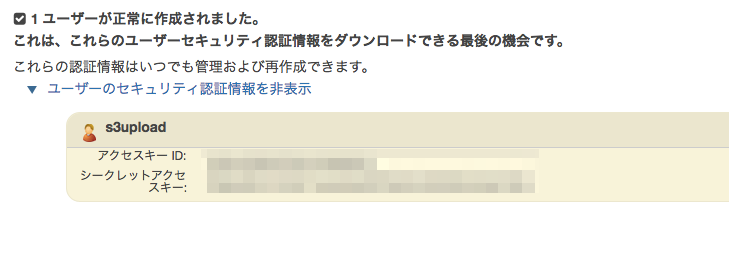 1 ユーザーが正常に作成されました。
これは、これらのユーザーセキュリティ認証情報をダウンロードできる最後の機会です。
これらの認証情報はいつでも管理および再作成できます。
▼ ユーザーのセキュリティ認証情報を非表示
s3upload
アクセスキー ID:
シークレットアクセ
スキー: